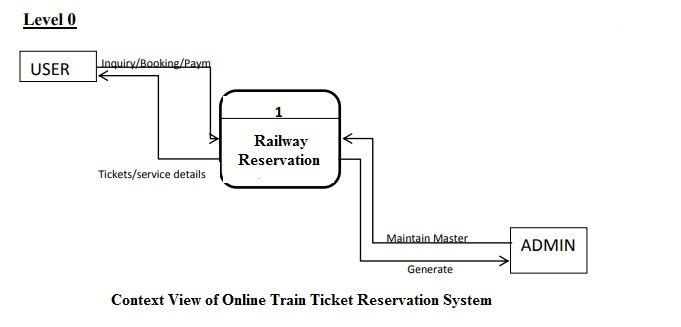 Level 0
USER
Inquiry/Booking/Paym
1
Railway
Reservation
Tickets/service details
Maintain Master
ADMIN
Generate
Context View of Online Train Ticket Reservation System